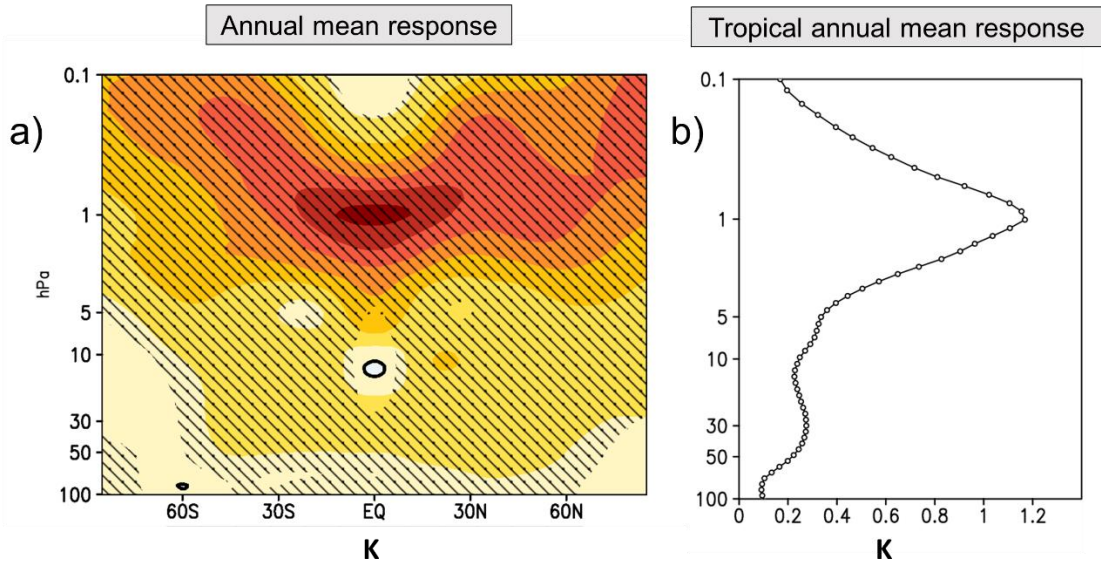 Annual mean response
Tropical annual mean response
a)
0.1
1
5
10
30
50
100
hPa
60S 30S EQ 30N 60N
K
b)
0.1
1
5
10
30
50
100
0 0.2 0.4 0.6 0.8 1 1.2
K